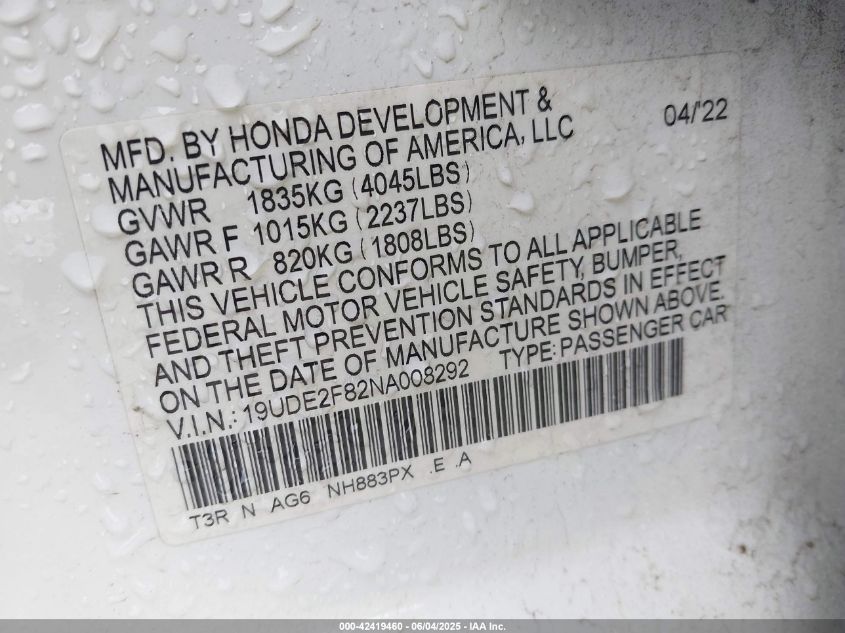 MFD. BY HONDA DEVELOPMENT & 04/'22
MANUFACTURING OF AMERICA, LLC
GVWR 1835KG (4045LBS)
GAWR F 1015KG (2237LBS)
GAWR R 820KG (1808LBS)
THIS VEHICLE CONFORMS TO ALL APPLICABLE
FEDERAL MOTOR VEHICLE SAFETY, BUMPER,
AND THEFT PREVENTION STANDARDS IN EFFECT
ON THE DATE OF MANUFACTURE SHOWN ABOVE.
V.I.N.: 19UDE2F82NA008292 TYPE: PASSENGER CAR
T3R N AG6 NH883PX .E .A
000-42419460 - 06/04/2025 - IAA Inc.